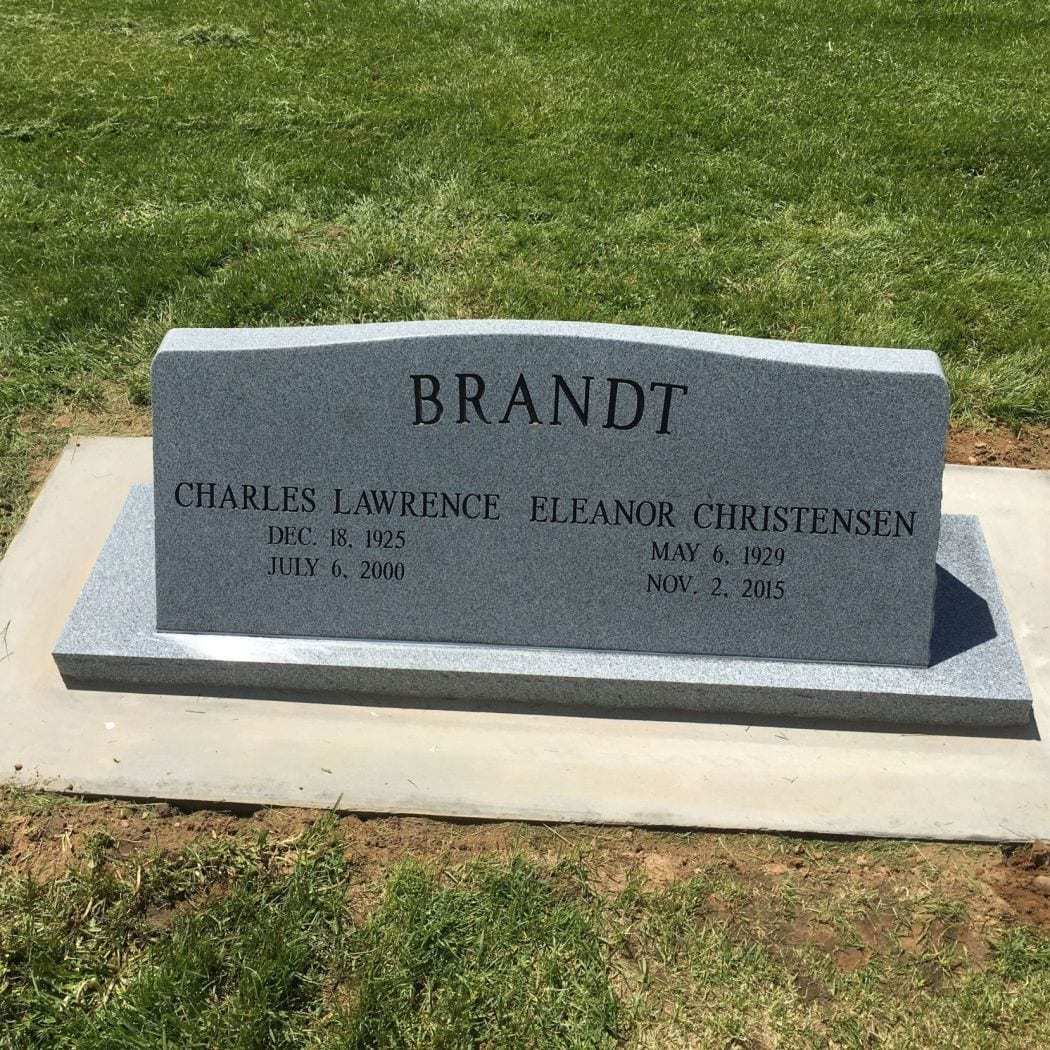 BRANDT
CHARLES LAWRENCE
DEC. 18, 1925
JULY 6, 2000
ELEANOR CHRISTENSEN
MAY 6, 1929
NOV. 2, 2015